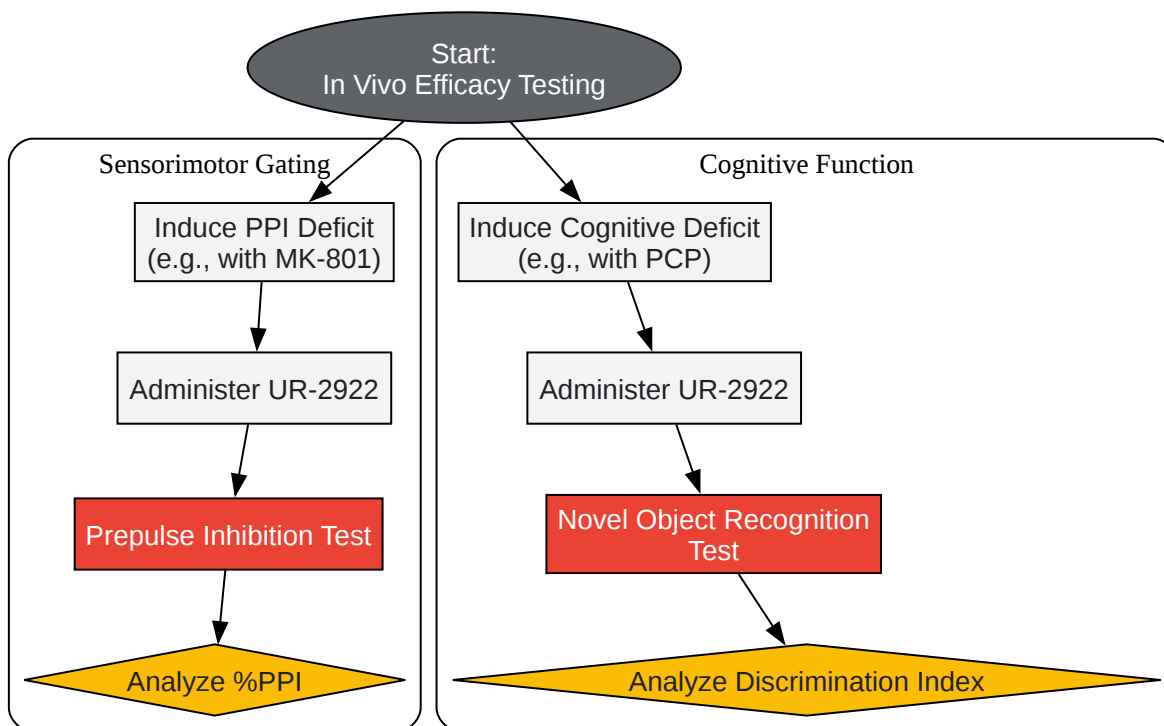 Start:
In Vivo Efficacy Testing
Sensorimotor Gating
Induce PPI Deficit
(e.g., with MK-801)
Administer UR-2922
Prepulse Inhibition Test
Analyze %PPI
Cognitive Function
Induce Cognitive Deficit
(e.g., with PCP)
Administer UR-2922
Novel Object Recognition
Test
Analyze Discrimination Index